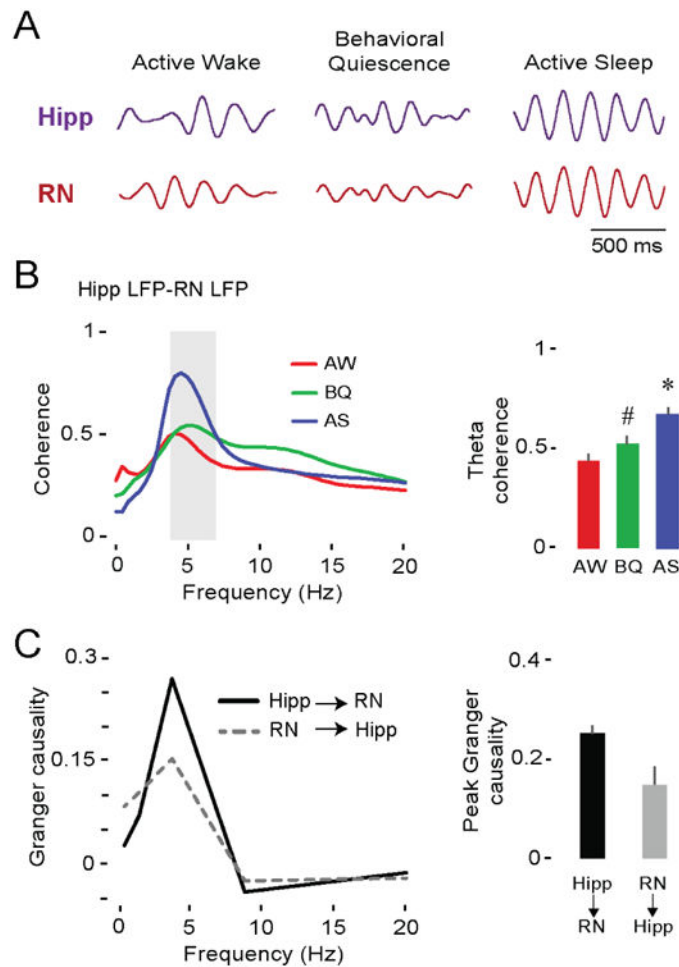 A
Active Wake
Behavioral
Quiescence
Active Sleep
Hipp
RN
500 ms
B
Hipp LFP-RN LFP
1
0.5
0
Coherence
AW
BQ
AS
0
5
10
15
20
Frequency (Hz)
1
0.5
0
Theta
coherence
#
*
AW
BQ
AS
C
0.3
0.15
0
Granger causality
Hipp → RN
RN → Hipp
0
5
10
15
20
Frequency (Hz)
0.4
0.2
0
Peak Granger
causality
Hipp
↓
RN
RN
↓
Hipp